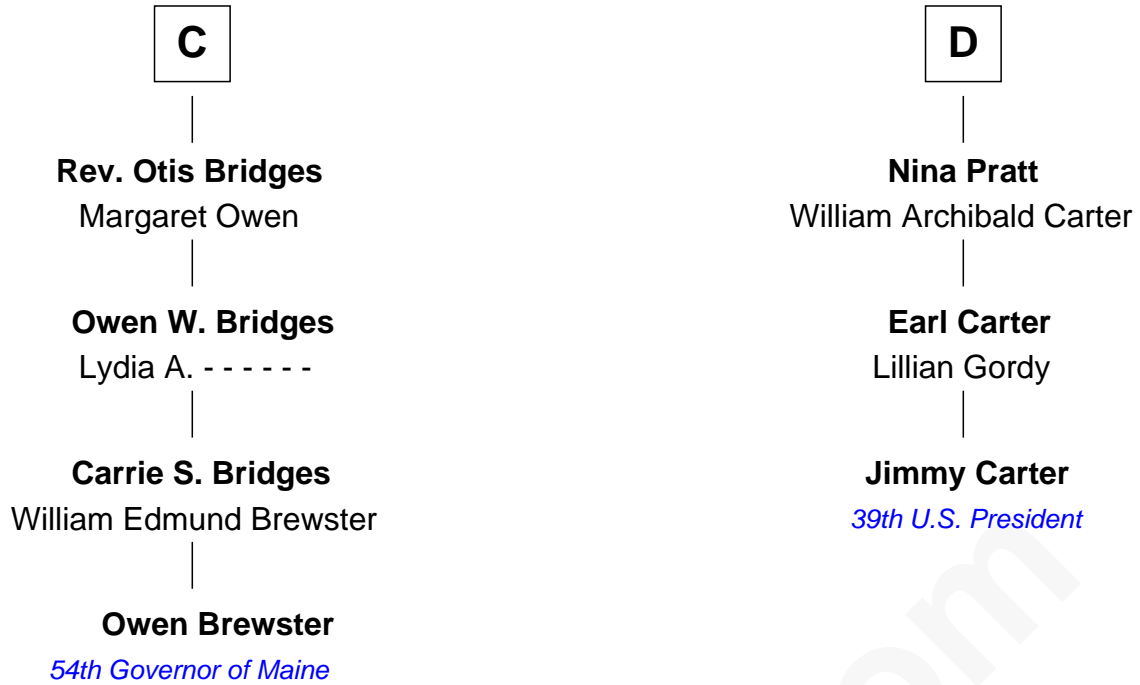 C
Rev. Otis Bridges
Margaret Owen
Owen W. Bridges
Lydia A. - - - - - -
Carrie S. Bridges
William Edmund Brewster
Owen Brewster
54th Governor of Maine
D
Nina Pratt
William Archibald Carter
Earl Carter
Lillian Gordy
Jimmy Carter
39th U.S. President
om